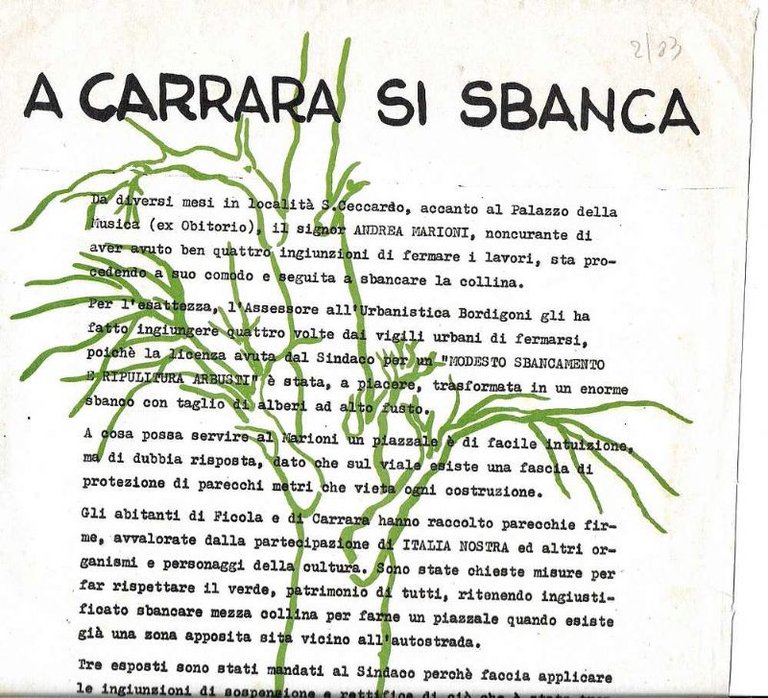 2/83
A CARRARA SI SBANCA
Da diversi mesi in località S.Ceccardo, accanto al Palazzo della
Musica (ex Obitorio), il signor ANDREA MARIONI, noncurante di
aver avuto ben quattro ingiunzioni di fermare i lavori, sta pro-
cedendo a suo comodo e seguita a sbancare la collina.
Per l'esattezza, l'Assessore all'Urbanistica Bordigoni gli ha
fatto ingiungere quattro volte dai vigili urbani di fermarsi,
poichè la licenza avuta dal Sindaco per un "MODESTO SBANCAMENTO
E RIPULITURA ARBUSTI" è stata, a piacere, trasformata in un enorme
sbanco con taglio di alberi ad alto fusto.
A cosa possa servire al Marioni un piazzale è di facile intuizione,
ma di dubbia risposta, dato che sul viale esiste una fascia di
protezione di parecchi metri che vieta ogni costruzione.
Gli abitanti di Ficola e di Carrara hanno raccolto parecchie fir-
me, avvalorate dalla partecipazione di ITALIA NOSTRA ed altri or-
ganismi e personaggi della cultura. Sono state chieste misure per
far rispettare il verde, patrimonio di tutti, ritenendo ingiusti-
ficato sbancare mezza collina per farne un piazzale quando esiste
già una zona apposita sita vicino all'autostrada.
Tre esposti sono stati mandati al Sindaco perchè faccia applicare
le ingiunzioni di sospensione e rettifica di ciò che è stato